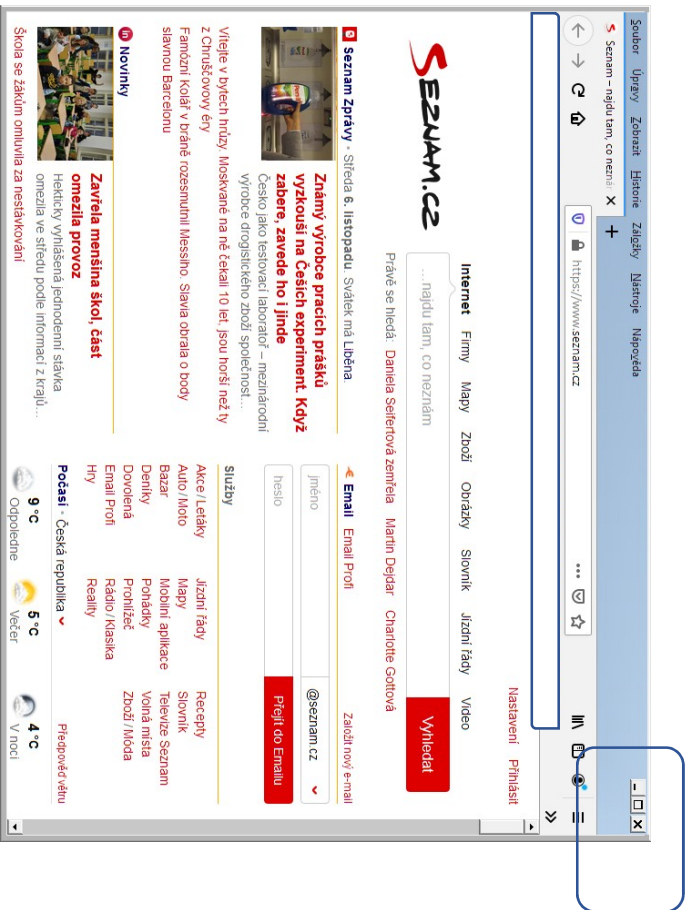 Soubor Úpravy Zobrazit Historie Záložky Nástroje Nápověda
Seznam – najdu tam, co nezná
https://www.seznam.cz
Nastavení Přihlásit
Internet Firmy Mapy Zboží Obrázky Slovník Jízdní řády Video
SEZNAM.CZ
...najdu tam, co neznám
Vyhledat
Právě se hledá: Daniela Seifertová zemřela Martin Dejdar Charlotte Gottová
Seznam Zprávy • Středa 6. listopadu. Svátek má Liběna.
Známý výrobce pracích prášků
vyzkouší na Češích experiment. Když
zabere, zavede ho i jinde
Česko jako testovací laboratoř – mezinárodní
výrobce drogistického zboží společnost...
Vítejte v bytech hrůzy. Moskvané na ně čekali 10 let, jsou horší než ty
z Chruščovovy éry
Famózní Kolář v bráně rozesmutnil Messiho. Slavia obrala o body
slavnou Barcelonu
Novinky
Zavřela menšina škol, část
omezila provoz
Hekticky vyhlášená jednodenní stávka
omezila ve středu podle informací z krajů...
Škola se žákům omluvila za nestávkování
Email Email Profi Založit nový e-mail
jméno @seznam.cz
heslo Přejít do Emailu
Služby
Akce / Letáky Jízdní řády Recepty
Auto / Moto Mapy Slovník
Bazar Mobilní aplikace Televize Seznam
Deníky Pohádky Volná místa
Dovolená Prohlížeč Zboží / Móda
Email Profi Rádio / Klasika
Hry Reality
Počasí • Česká republika Předpověď větru
9 °C 5 °C 4 °C
Odpoledne Večer V noci